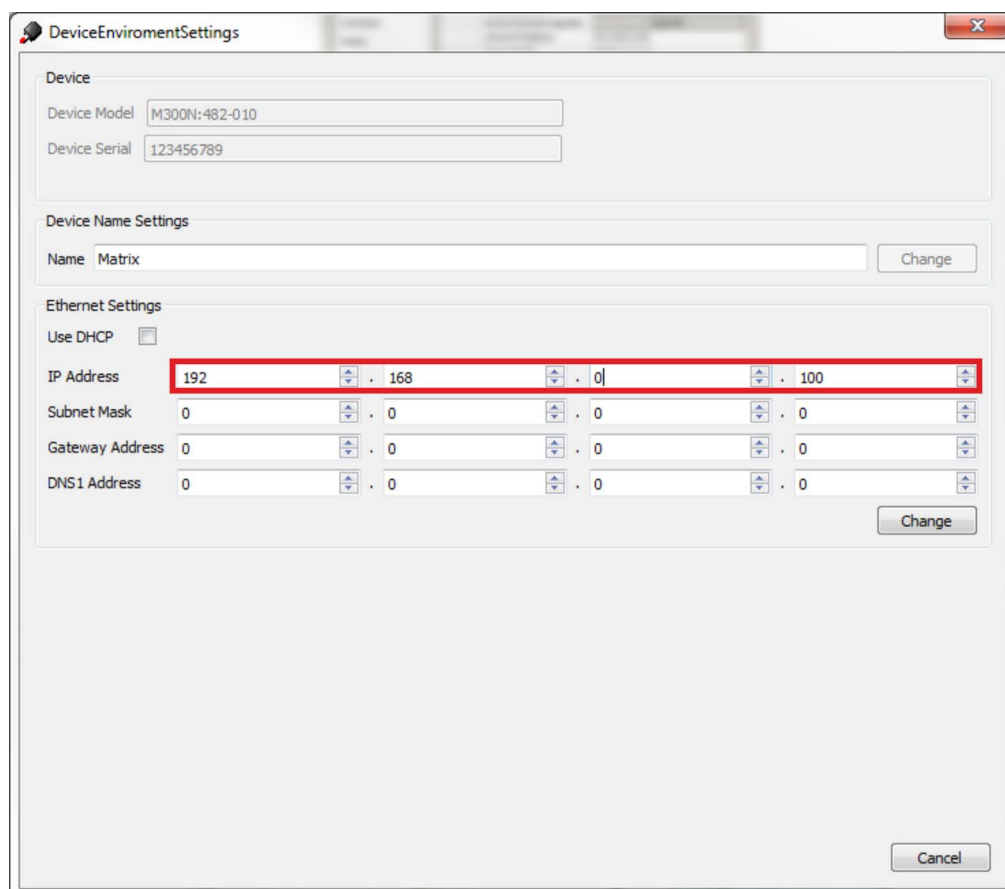 DeviceEnviromentSettings
Device
Device Model M300N:482-010
Device Serial 123456789
Device Name Settings
Name Matrix Change
Ethernet Settings
Use DHCP
IP Address 192 . 168 . 0 . 100
Subnet Mask 0 . 0 . 0 . 0
Gateway Address 0 . 0 . 0 . 0
DNS1 Address 0 . 0 . 0 . 0
Change
Cancel